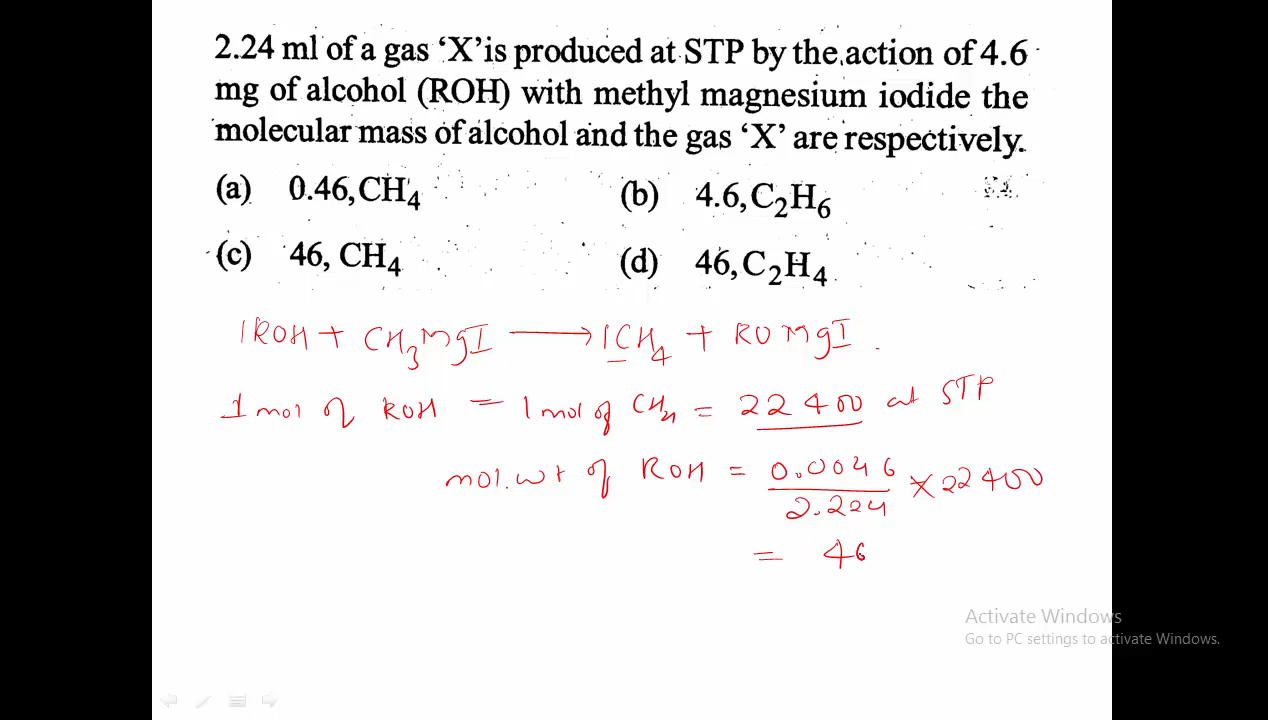 2.24 ml of a gas ‘X’is produced at STP by the action of 4.6
mg of alcohol (ROH) with methyl magnesium iodide the
molecular mass of alcohol and the gas ‘X’ are respectively.
(a) 0.46,CH4 (b) 4.6,C2H6
(c) 46, CH4 (d) 46,C2H4
1ROH + CH3MgI → 1CH4 + ROMgI .
1 mol of ROH = 1 mol of CH4 = 22400 at STP
mol.wt of ROH = 0.0046/2.224 × 22400
= 46
Activate Windows
Go to PC settings to activate Windows.